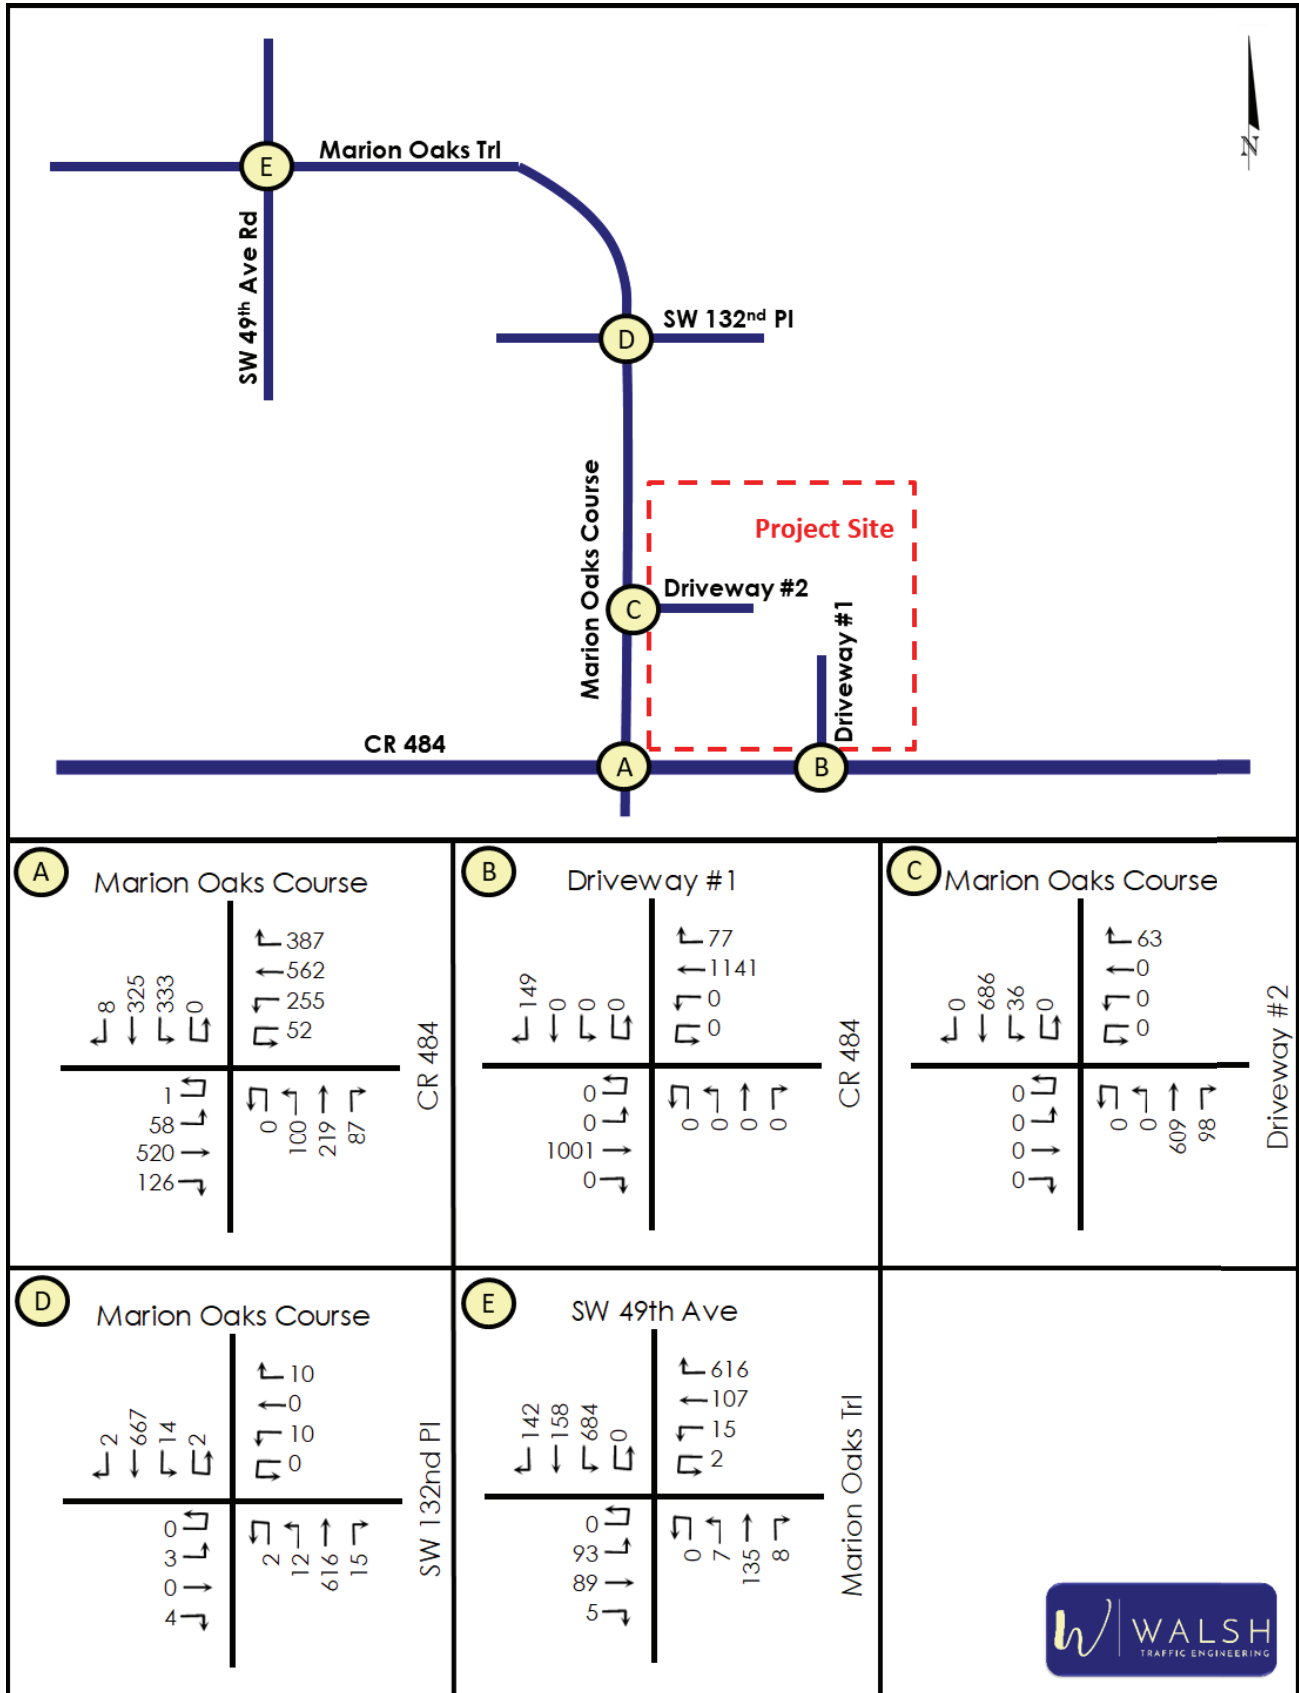 N
E
Marion Oaks Trl
SW 49th Ave Rd
D
SW 132nd Pl
Marion Oaks Course
Project Site
C
Driveway #2
Driveway #1
CR 484
A
B
A
Marion Oaks Course
8
325
333
0
387
562
255
52
1
58
520
126
0
100
219
87
CR 484
B
Driveway #1
149
0
0
0
77
1141
0
0
0
0
1001
0
0
0
0
0
CR 484
C
Marion Oaks Course
0
686
36
0
63
0
0
0
0
0
0
0
0
0
609
98
Driveway #2
D
Marion Oaks Course
2
667
14
2
10
0
10
0
0
3
0
4
2
12
616
15
SW 132nd Pl
E
SW 49th Ave
142
158
684
0
616
107
15
2
0
93
89
5
0
7
135
8
Marion Oaks Trl
W WALSH
TRAFFIC ENGINEERING